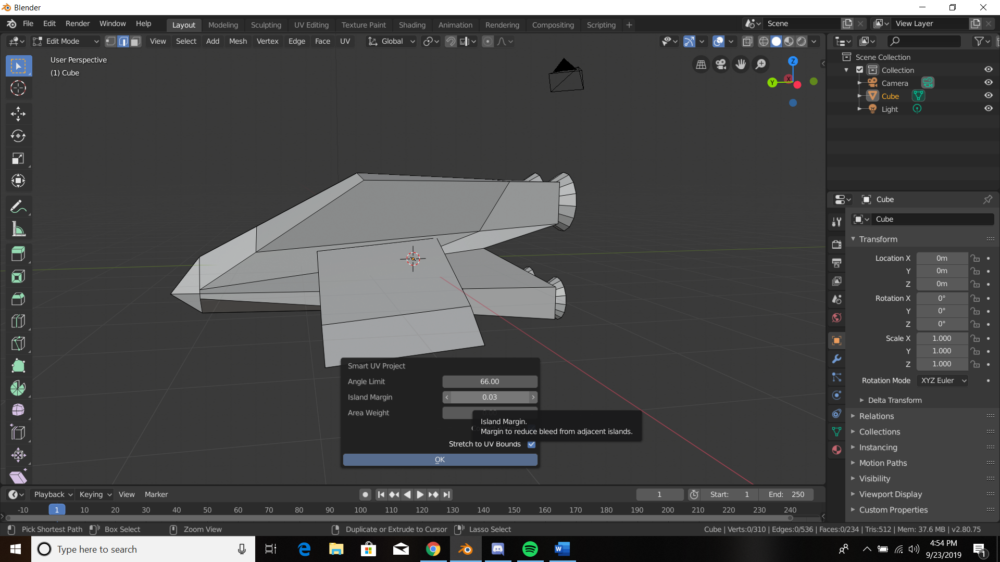 Blender
File Edit Render Window Help Layout Modeling Sculpting UV Editing Texture Paint Shading Animation Rendering Compositing Scripting + Scene View Layer
Edit Mode View Select Add Mesh Vertex Edge Face UV Global
User Perspective
(1) Cube
Z
Y
X
Scene Collection
Collection
Camera
Cube
Light
Cube
Cube
Transform
Location X 0m
Y 0m
Z 0m
Rotation X 0°
Y 0°
Z 0°
Scale X 1.000
Y 1.000
Z 1.000
Rotation Mode XYZ Euler
Delta Transform
Relations
Collections
Instancing
Motion Paths
Visibility
Viewport Display
Custom Properties
Smart UV Project
Angle Limit 66.00
Island Margin 0.03
Area Weight
Island Margin.
Margin to reduce bleed from adjacent islands.
Stretch to UV Bounds
OK
Playback Keying View Marker 1 Start: 1 End: 250
-10 1 10 20 30 40 50 60 70 80 90 100 110 120 130 140 150 160 170 180 190 200 210 220 230 240
Pick Shortest Path Box Select Zoom View Duplicate or Extrude to Cursor Lasso Select Cube | Verts:0/310 | Edges:0/536 | Faces:0/234 | Tris:512 | Mem: 37.6 MB | v2.80.75
Type here to search
4:54 PM
9/23/2019
1